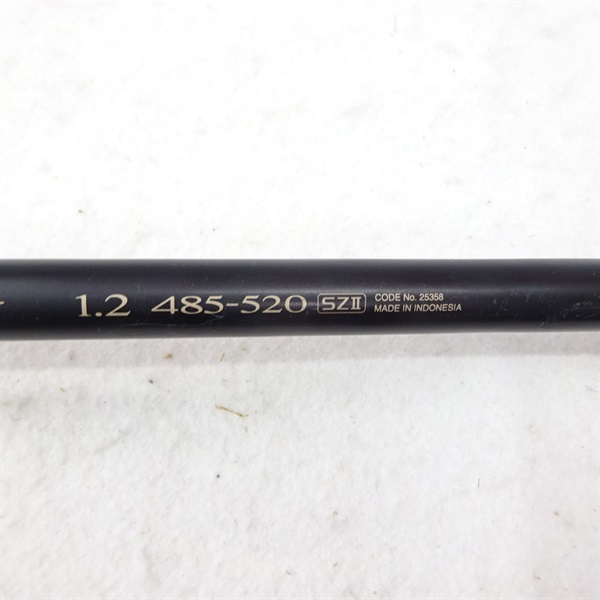 1.2 485-520 SZII
CODE No. 25358
MADE IN INDONESIA